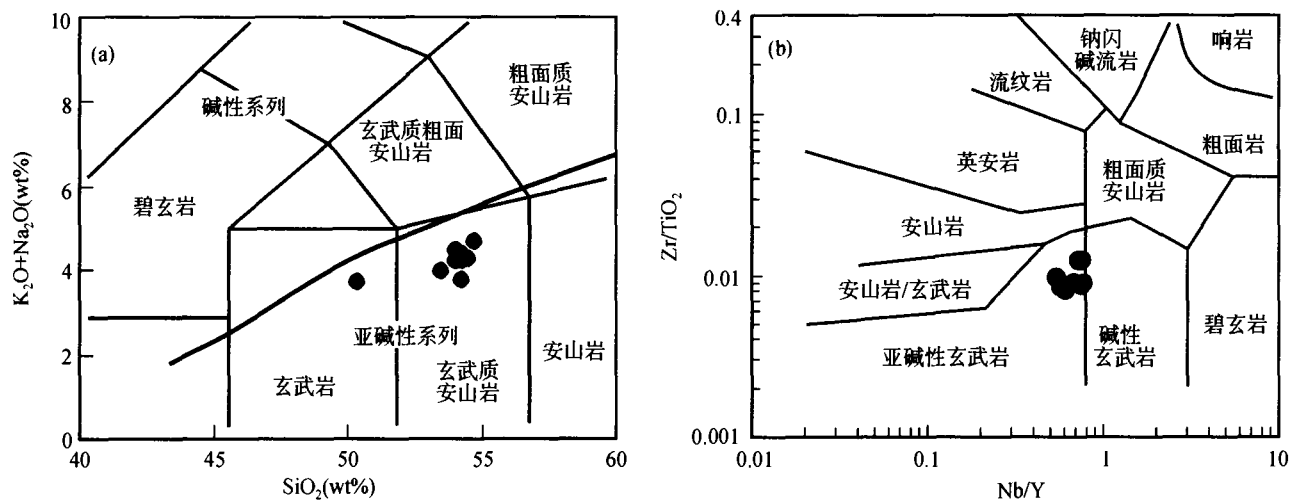 (a)
K₂O+Na₂O(wt%)
10
8
6
4
2
0
40
45
50
55
60
SiO₂(wt%)
碱性系列
粗面质
安山岩
玄武质粗面
安山岩
碧玄岩
亚碱性系列
玄武岩
玄武质
安山岩
安山岩
(b)
Zr/TiO₂
0.4
0.1
0.01
0.001
0.01
0.1
1
10
Nb/Y
钠闪
碱流岩
响岩
流纹岩
粗面岩
英安岩
粗面质
安山岩
安山岩
安山岩/玄武岩
亚碱性玄武岩
碱性
玄武岩
碧玄岩